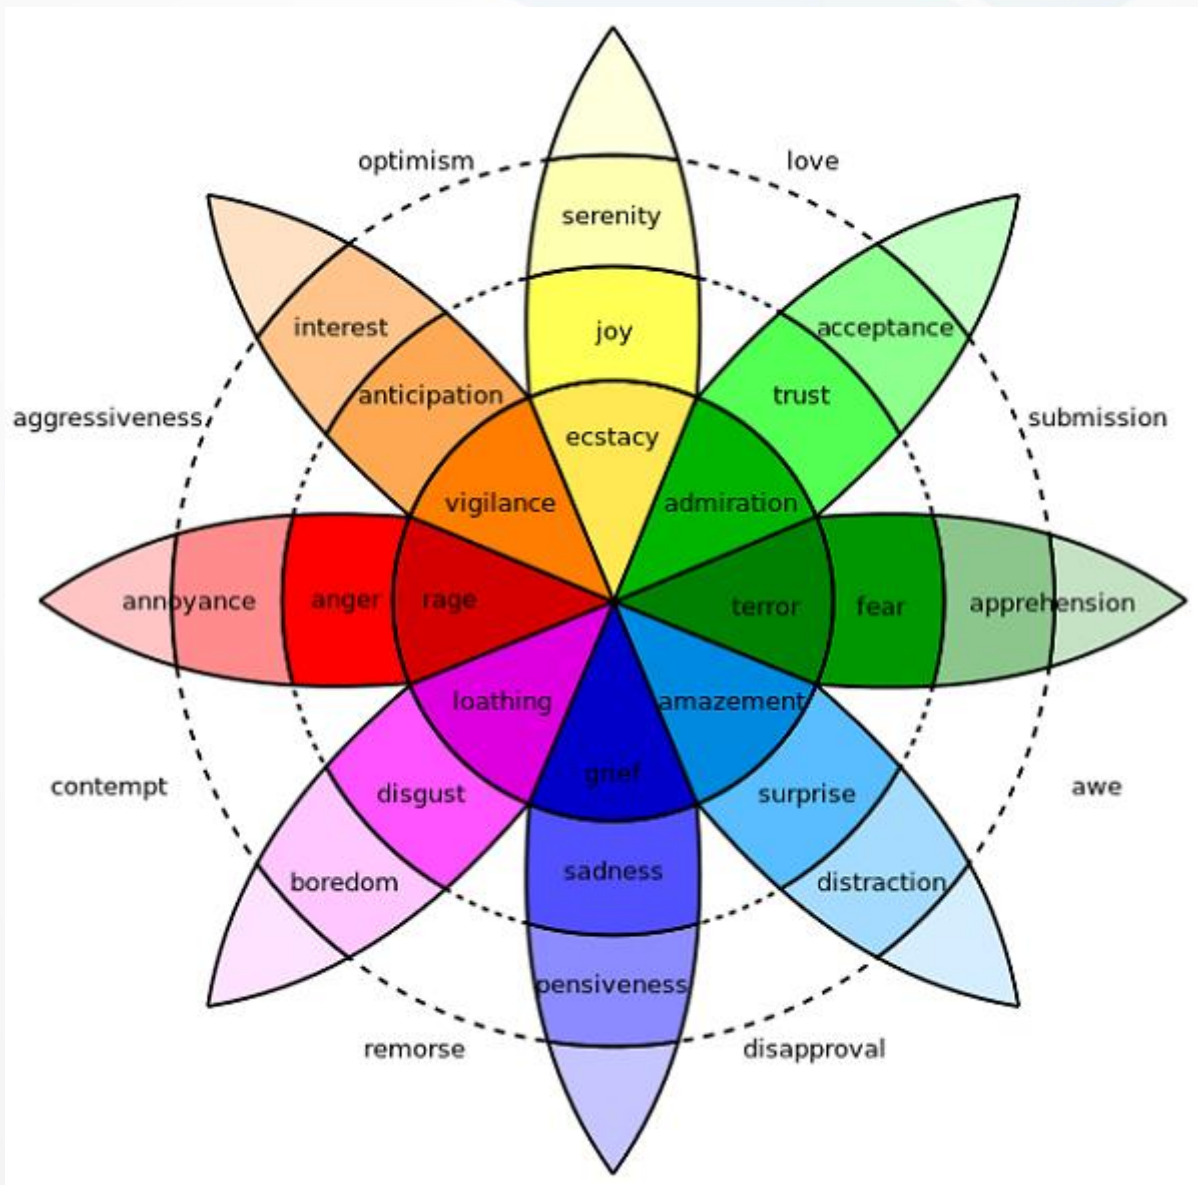 optimism
love
serenity
interest
acceptance
joy
anticipation
trust
aggressiveness
submission
ecstacy
vigilance
admiration
annoyance
anger
rage
terror
fear
apprehension
loathing
amazement
contempt
grief
awe
disgust
surprise
sadness
boredom
distraction
pensiveness
remorse
disapproval